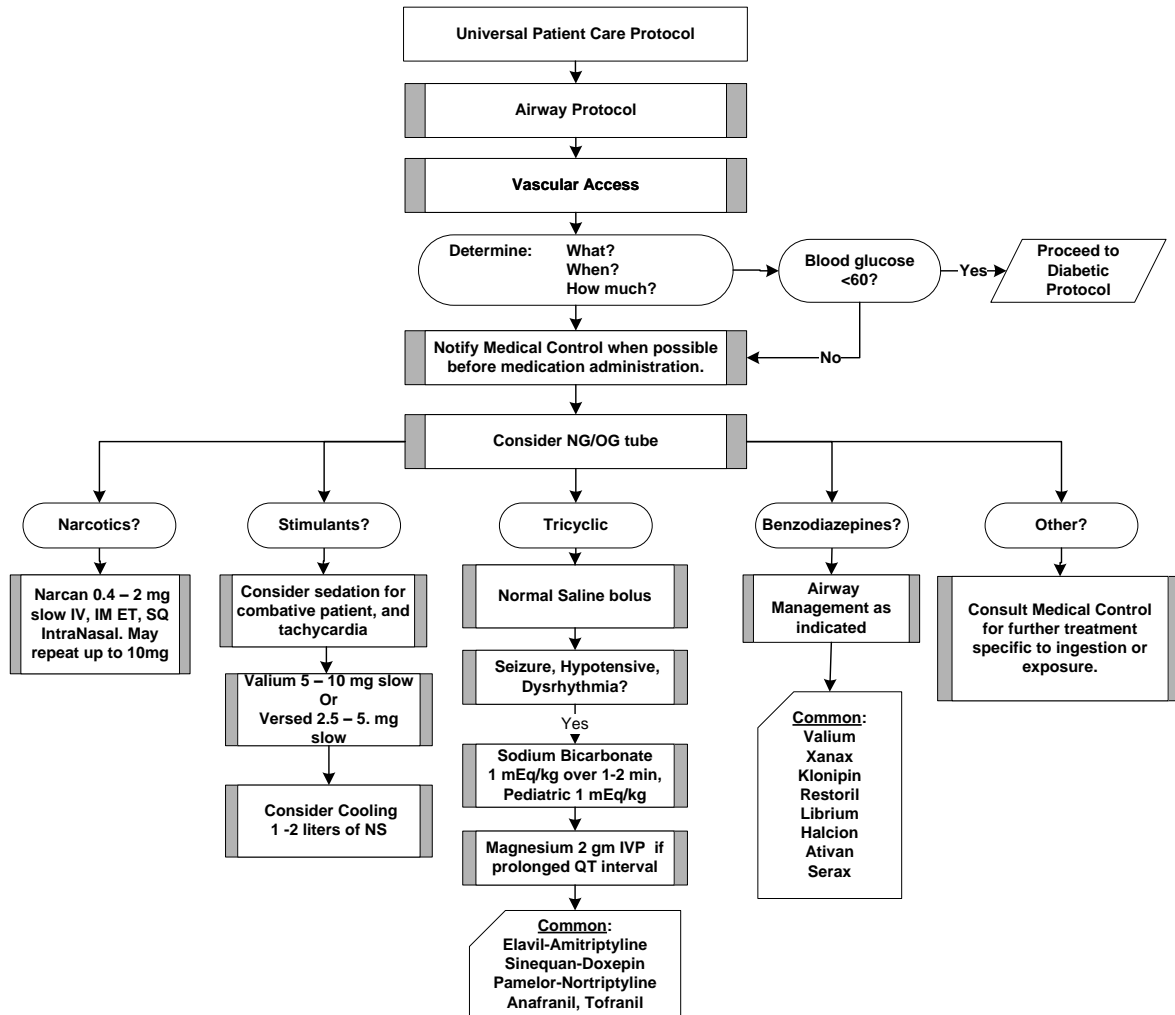 Universal Patient Care Protocol
Airway Protocol
Vascular Access
Determine: What?
When?
How much?
Blood glucose
<60?
Yes
Proceed to
Diabetic
Protocol
No
Notify Medical Control when possible
before medication administration.
Consider NG/OG tube
Narcotics?
Narcan 0.4 – 2 mg
slow IV, IM ET, SQ
IntraNasal. May
repeat up to 10mg
Stimulants?
Consider sedation for
combative patient, and
tachycardia
Valium 5 – 10 mg slow
Or
Versed 2.5 – 5. mg
slow
Consider Cooling
1 -2 liters of NS
Tricyclic
Normal Saline bolus
Seizure, Hypotensive,
Dysrhythmia?
Yes
Sodium Bicarbonate
1 mEq/kg over 1-2 min,
Pediatric 1 mEq/kg
Magnesium 2 gm IVP if
prolonged QT interval
Common:
Elavil-Amitriptyline
Sinequan-Doxepin
Pamelor-Nortriptyline
Anafranil, Tofranil
Benzodiazepines?
Airway
Management as
indicated
Common:
Valium
Xanax
Klonipin
Restoril
Librium
Halcion
Ativan
Serax
Other?
Consult Medical Control
for further treatment
specific to ingestion or
exposure.